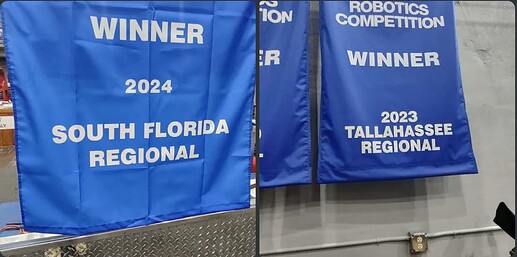 WINNER
2024
SOUTH FLORIDA
REGIONAL
ROBOTICS
COMPETITION
WINNER
2023
TALLAHASSEE
REGIONAL